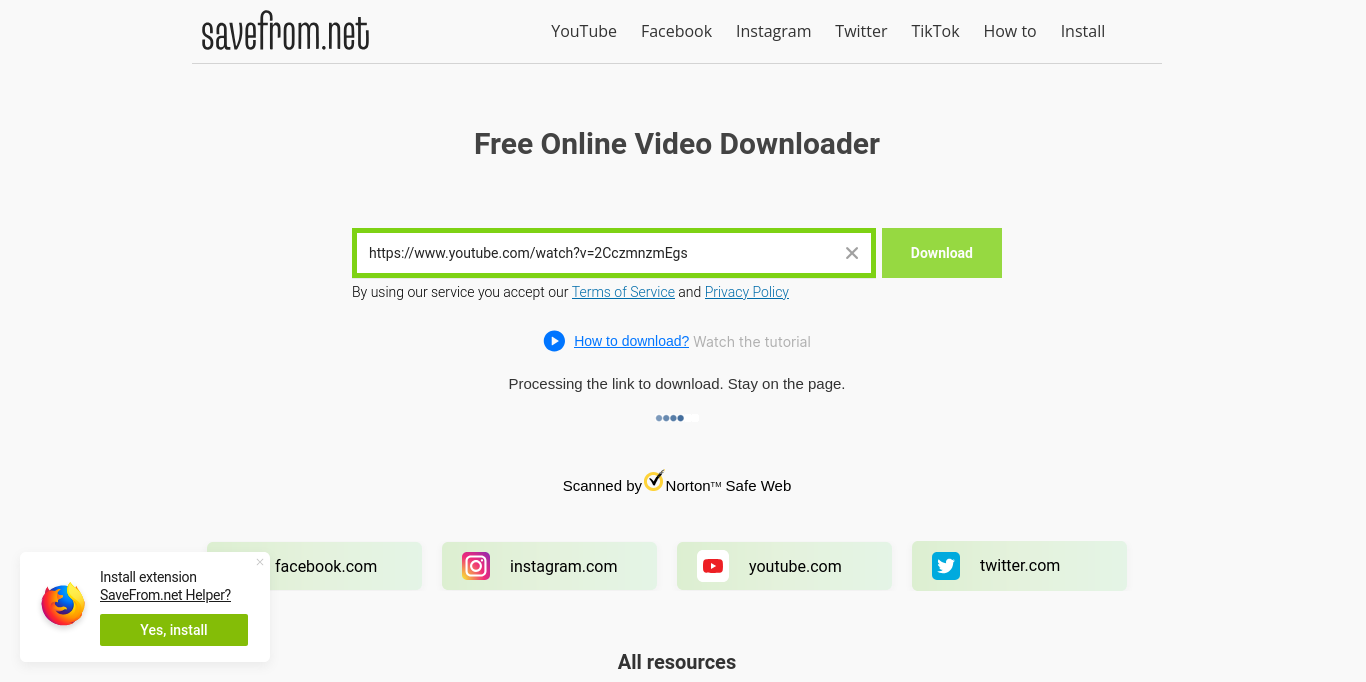 savefrom.net
YouTube Facebook Instagram Twitter TikTok How to Install
Free Online Video Downloader
https://www.youtube.com/watch?v=2CczmnzmEgs
Download
By using our service you accept our Terms of Service and Privacy Policy
How to download? Watch the tutorial
Processing the link to download. Stay on the page.
Scanned by Norton™ Safe Web
facebook.com
instagram.com
youtube.com
twitter.com
Install extension
SaveFrom.net Helper?
Yes, install
All resources